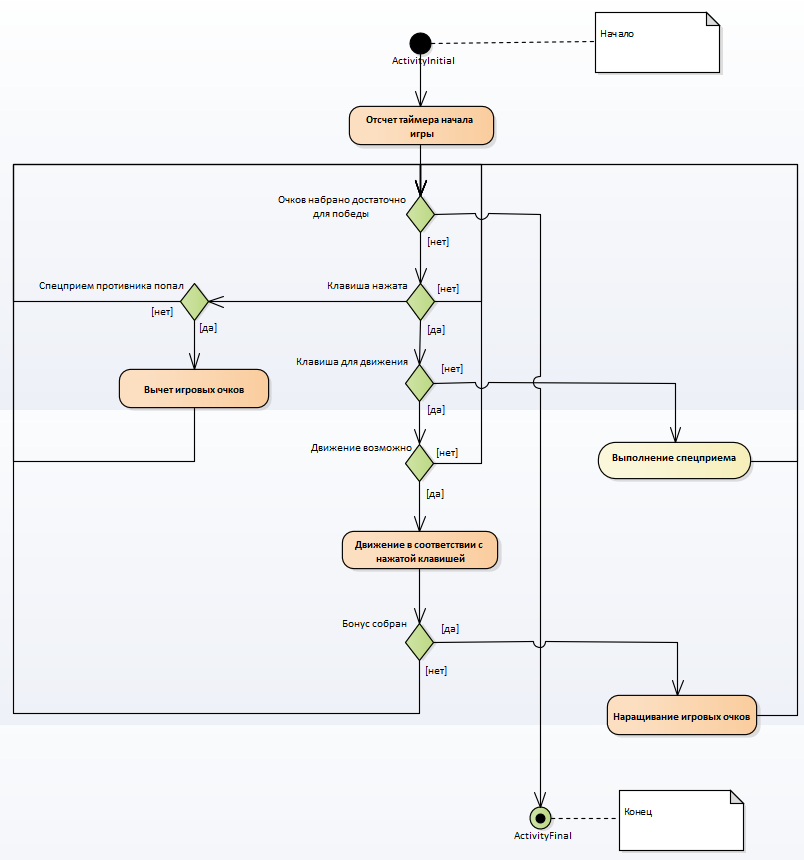 Начало
ActivityInitial
Отсчет таймера начала
игры
Очков набрано достаточно
для победы
[нет]
Спецприем противника попал
Клавиша нажата
[нет]
[нет]
[да]
[да]
Клавиша для движения
[нет]
Вычет игровых очков
[да]
Движение возможно
[нет]
Выполнение спецприема
[да]
Движение в соответствии с
нажатой клавишей
Бонус собран
[да]
[нет]
Наращивание игровых очков
Конец
ActivityFinal